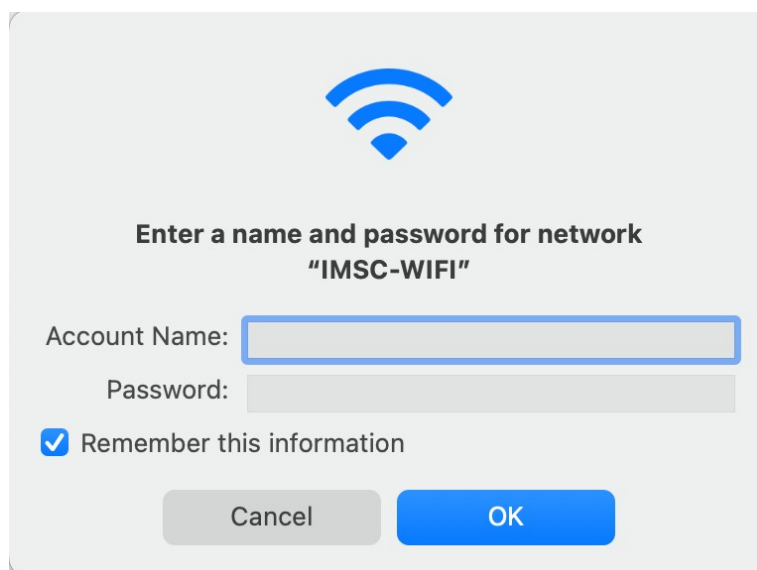 Enter a name and password for network
“IMSC-WIFI”
Account Name:
Password:
Remember this information
Cancel
OK